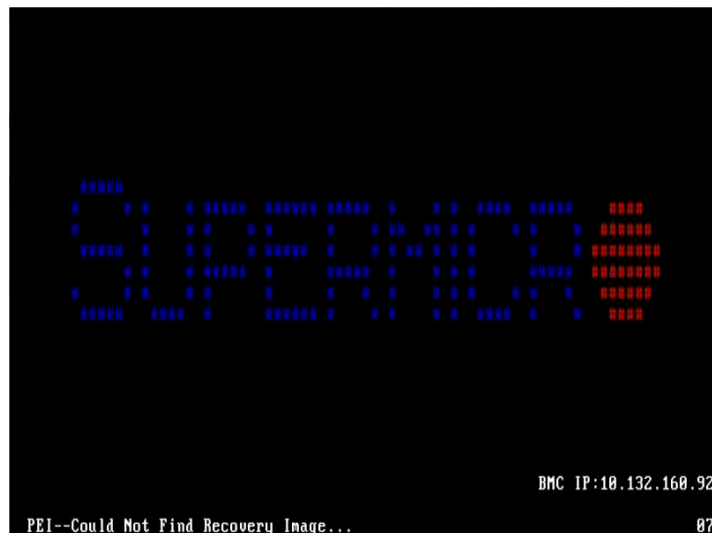 SUPERMICRO
BMC IP:10.132.160.92
PEI--Could Not Find Recovery Image...
07